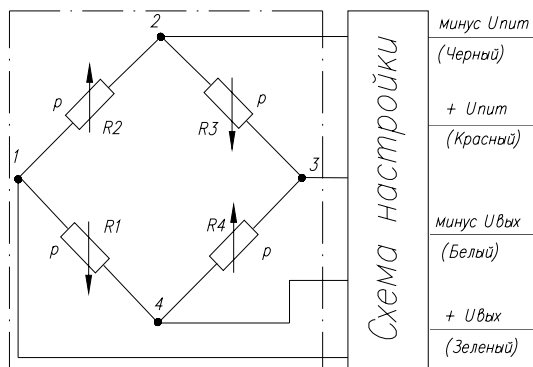 2
минус Uпит
(Черный)
p
R2
p
R3
+ Uпит
(Красный)
1
3
Схема настройки
R1
p
R4
p
минус Uвых
(Белый)
4
+ Uвых
(Зеленый)